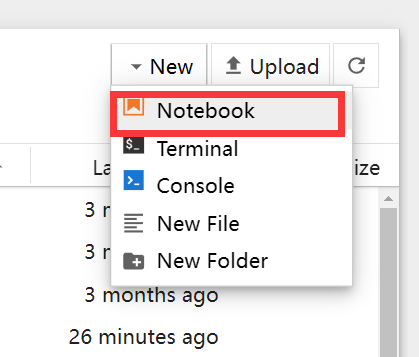 New Upload
Notebook
$_ Terminal
La ize
Console
3 m
New File
3 m
New Folder
3 months ago
26 minutes ago